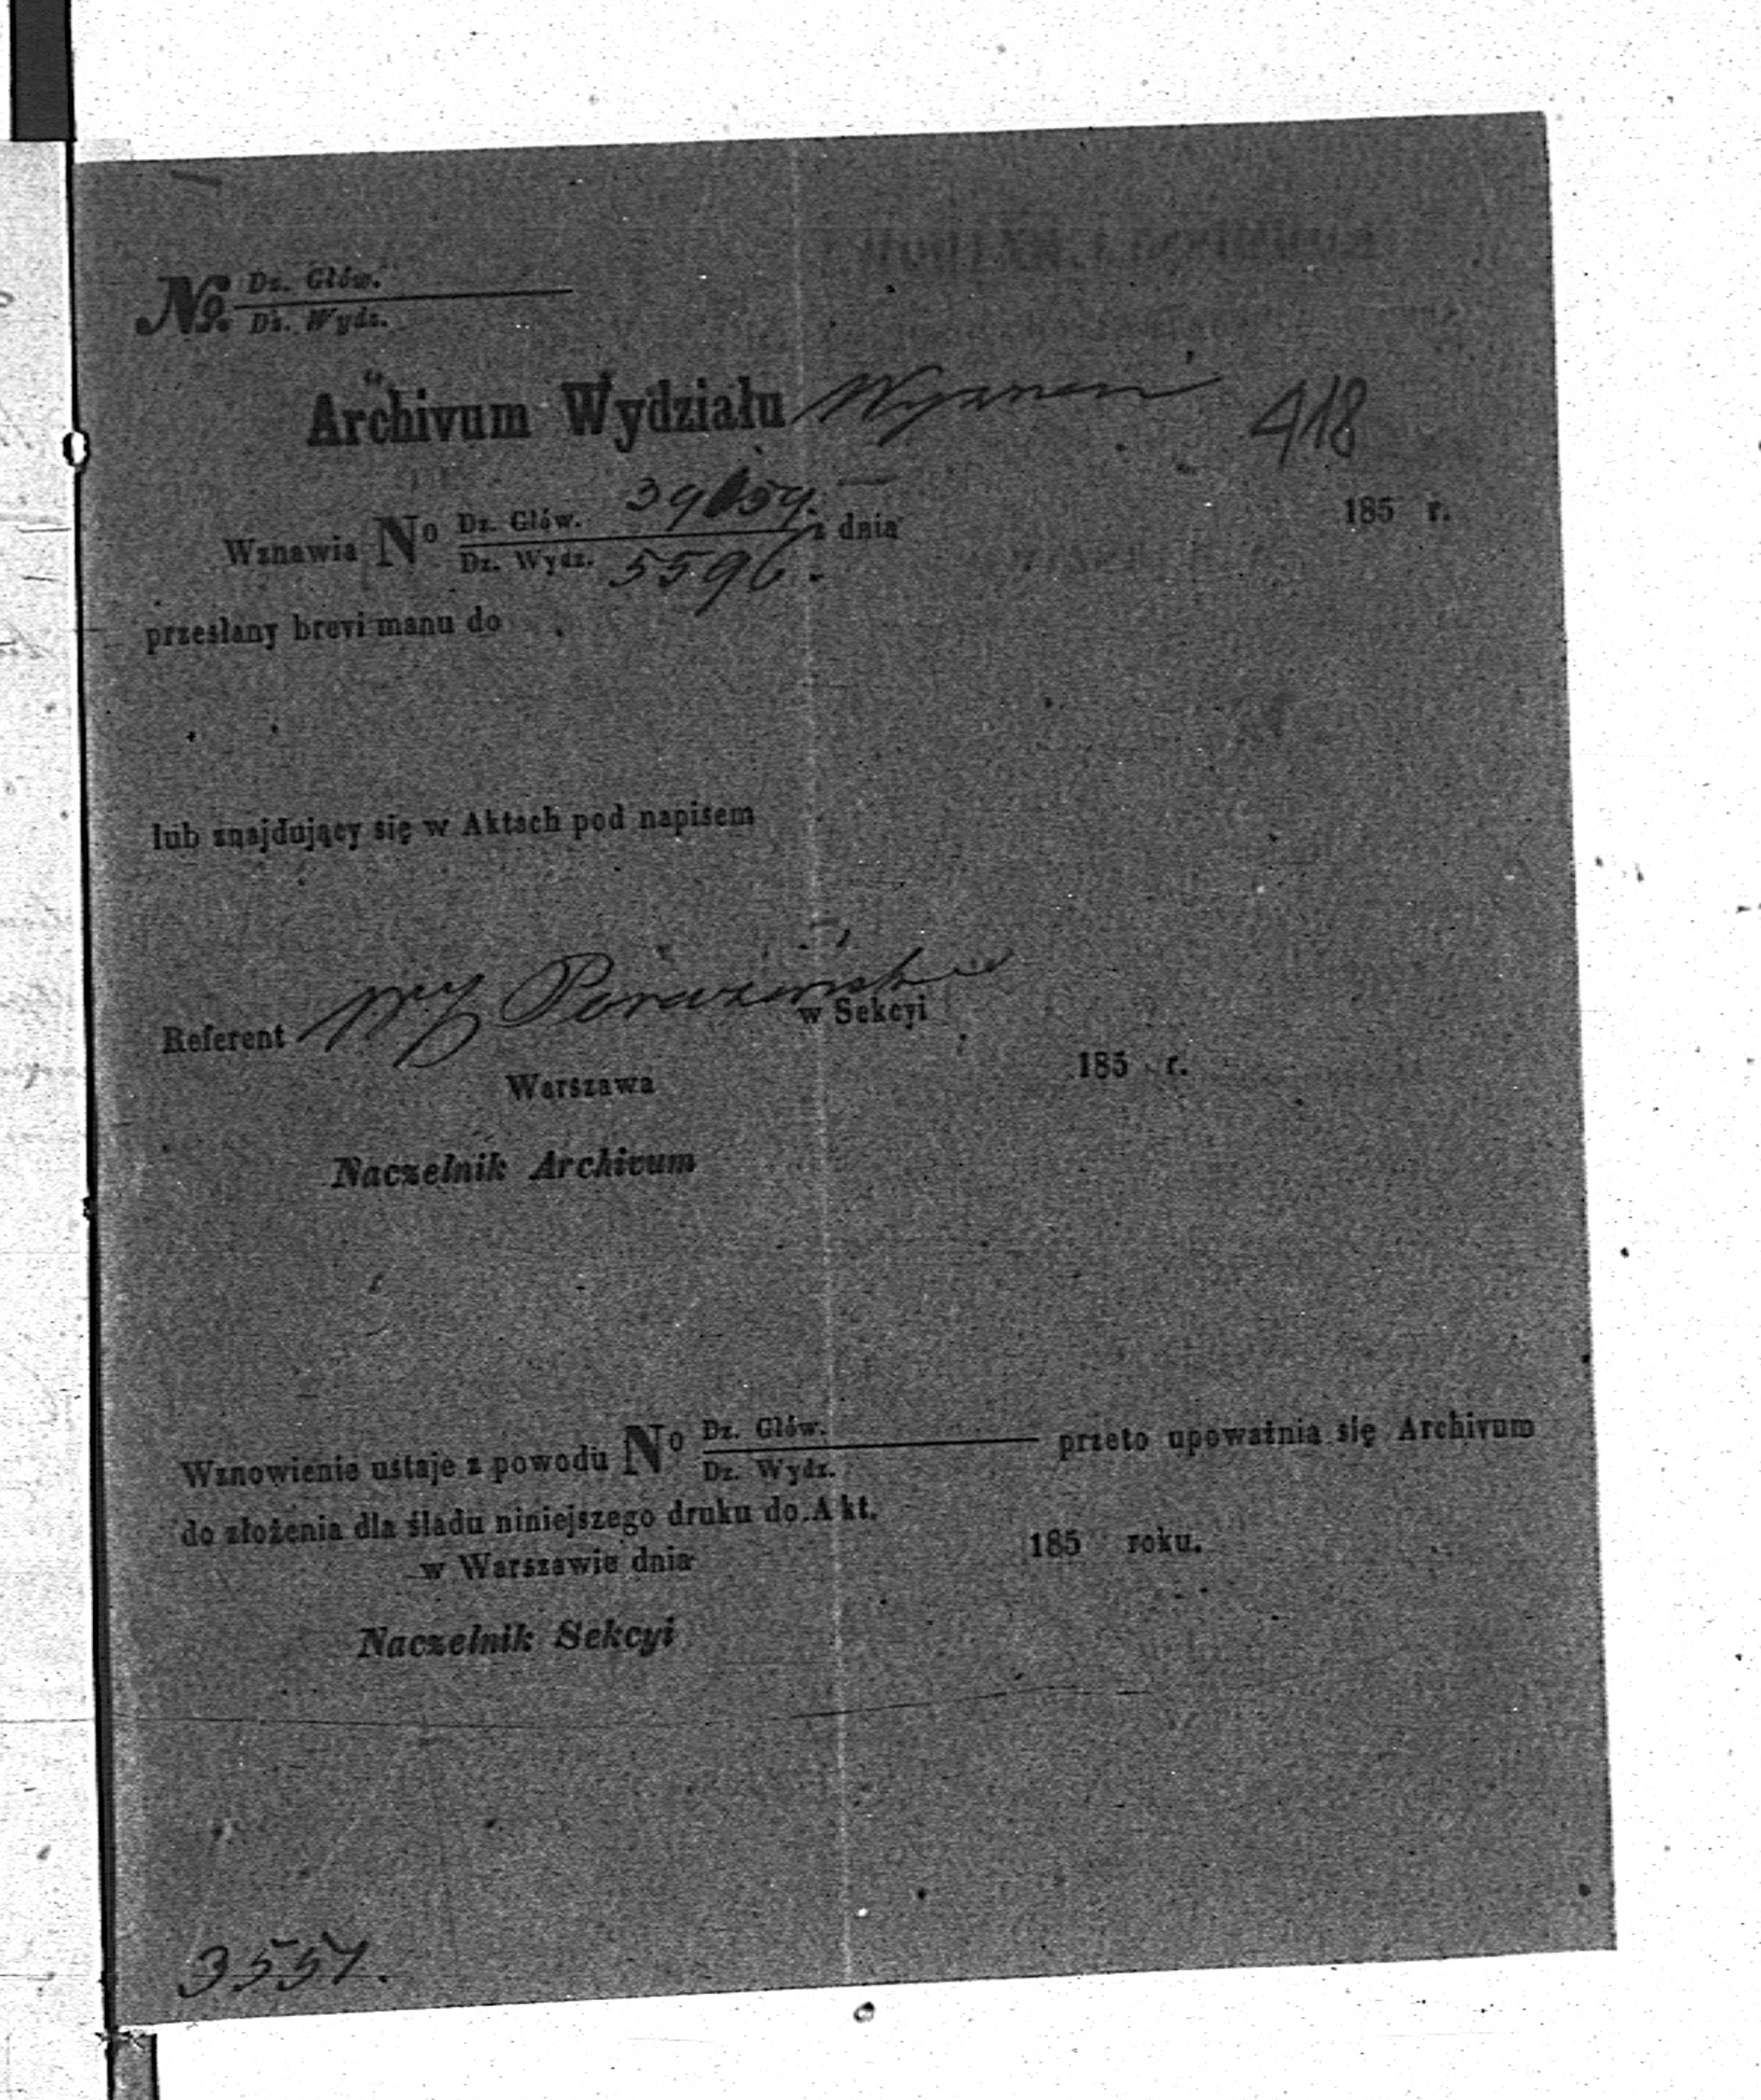 No. Dz. Głów.
Dz. Wydz.
Archivum Wydziału Wyznań 418
Wznawia No Dz. Głów. z dnia 185 r.
Dz. Wydz. 5596.
przesłany brevi manu do
lub znajdujący się w Aktach pod napisem
Referent w Sekcyi
Warszawa 185 r.
Naczelnik Archivum
Wznowienie ustaje z powodu No Dz. Głów. przeto upoważnia się Archivum
Dz. Wydz.
do złożenia dla śladu niniejszego druku do Akt.
w Warszawie dnia 185 roku.
Naczelnik Sekcyi
3551.